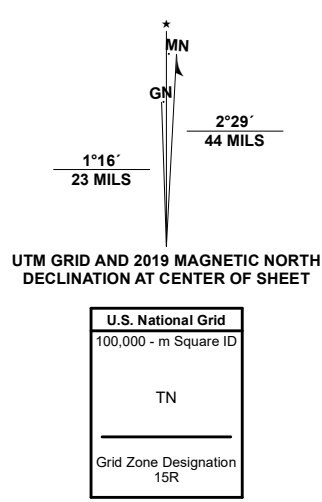 ★
MN
GN
2°29´
44 MILS
1°16´
23 MILS
UTM GRID AND 2019 MAGNETIC NORTH
DECLINATION AT CENTER OF SHEET
U.S. National Grid
100,000 - m Square ID
TN
Grid Zone Designation
15R